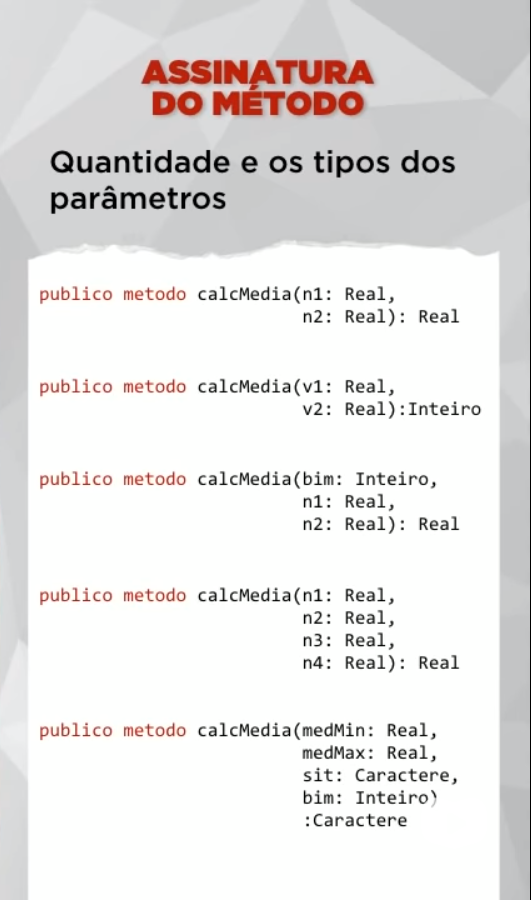 ASSINATURA
DO MÉTODO
Quantidade e os tipos dos
parâmetros
publico metodo calcMedia(n1: Real,
n2: Real): Real
publico metodo calcMedia(v1: Real,
v2: Real):Inteiro
publico metodo calcMedia(bim: Inteiro,
n1: Real,
n2: Real): Real
publico metodo calcMedia(n1: Real,
n2: Real,
n3: Real,
n4: Real): Real
publico metodo calcMedia(medMin: Real,
medMax: Real,
sit: Caractere,
bim: Inteiro)
:Caractere